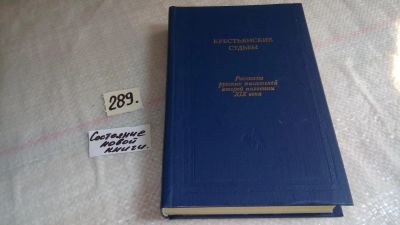 КРЕСТЬЯНСКИЕ
СУДЬБЫ
Рассказы
русских писателей
второй половины
XIX века
289.
Состояние
новой
книги.